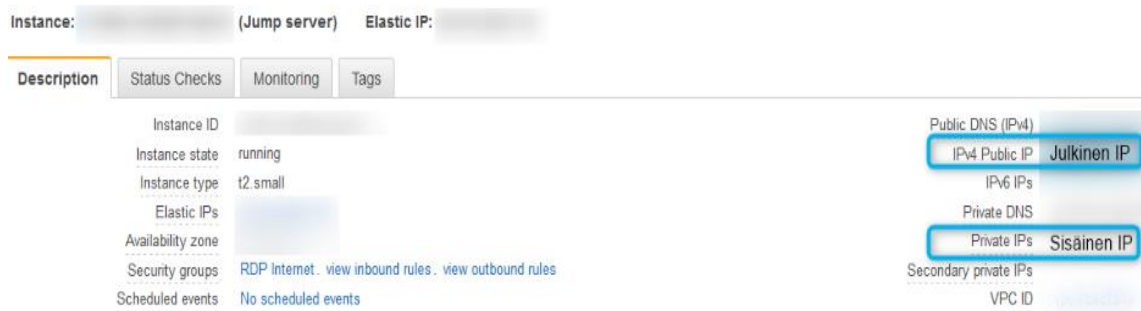 Instance: (Jump server) Elastic IP:
Description Status Checks Monitoring Tags
Instance ID Public DNS (IPv4)
Instance state running IPv4 Public IP Julkinen IP
Instance type t2.small IPv6 IPs
Elastic IPs Private DNS
Availability zone Private IPs Sisäinen IP
Security groups RDP Internet. view inbound rules. view outbound rules Secondary private IPs
Scheduled events No scheduled events VPC ID